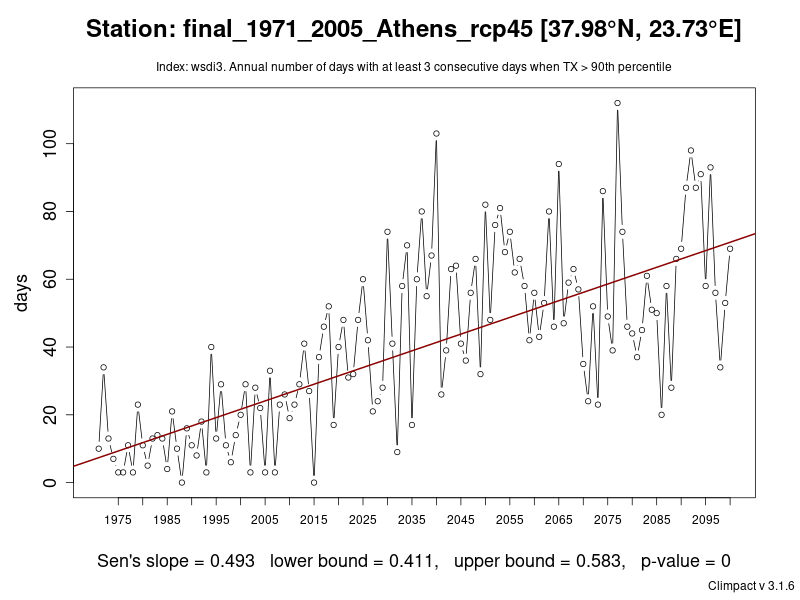 Station: final_1971_2005_Athens_rcp45 [37.98°N, 23.73°E]
Index: wsdi3. Annual number of days with at least 3 consecutive days when TX > 90th percentile
days
100
80
60
40
20
0
1975 1985 1995 2005 2015 2025 2035 2045 2055 2065 2075 2085 2095
Sen's slope = 0.493 lower bound = 0.411, upper bound = 0.583, p-value = 0
Climpact v 3.1.6